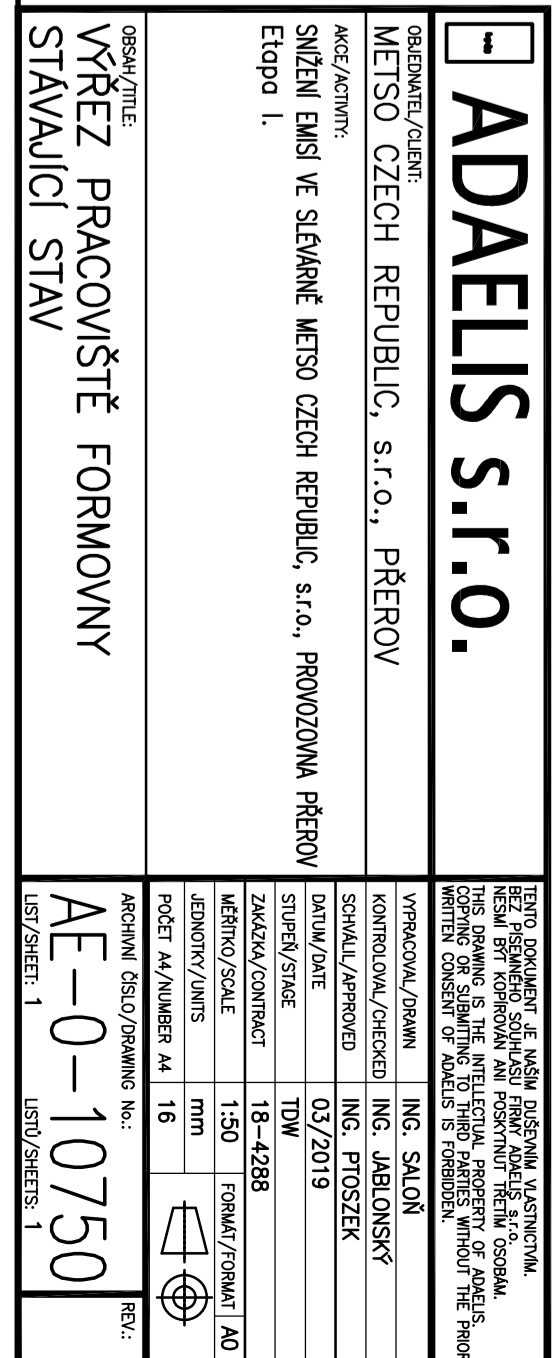 ADAELIS s.r.o.
TENTO DOKUMENT JE NAŠIM DUŠEVNÍM VLASTNICTVÍM.
BEZ PÍSEMNÉHO SOUHLASU FIRMY ADAELIS s.r.o.
NESMÍ BÝT KOPÍROVÁN ANI POSKYTNUT TŘETÍM OSOBÁM.
THIS DRAWING IS THE INTELLECTUAL PROPERTY OF ADAELIS.
COPYING OR SUBMITTING TO THIRD PARTIES WITHOUT THE PRIOR
WRITTEN CONSENT OF ADAELIS IS FORBIDDEN.
OBJEDNATEL/CLIENT:
METSO CZECH REPUBLIC, s.r.o., PŘEROV
AKCE/ACTIVITY:
SNÍŽENÍ EMISÍ VE SLÉVÁRNĚ METSO CZECH REPUBLIC, s.r.o., PROVOZOVNA PŘEROV
Etapa I.
OBSAH/TITLE:
VÝŘEZ PRACOVIŠTĚ FORMOVNY
STÁVAJÍCÍ STAV
VYPRACOVAL/DRAWN ING. SALOŇ
KONTROLOVAL/CHECKED ING. JABLONSKÝ
SCHVÁLIL/APPROVED ING. PTOSZEK
DATUM/DATE 03/2019
STUPEŇ/STAGE TDW
ZAKÁZKA/CONTRACT 18-4288
MĚŘÍTKO/SCALE 1:50 FORMÁT/FORMAT A0
JEDNOTKY/UNITS mm
POČET A4/NUMBER A4 16
ARCHIVNÍ ČÍSLO/DRAWING No.:
AE-0-10750
REV.:
LIST/SHEET: 1 LISTŮ/SHEETS: 1